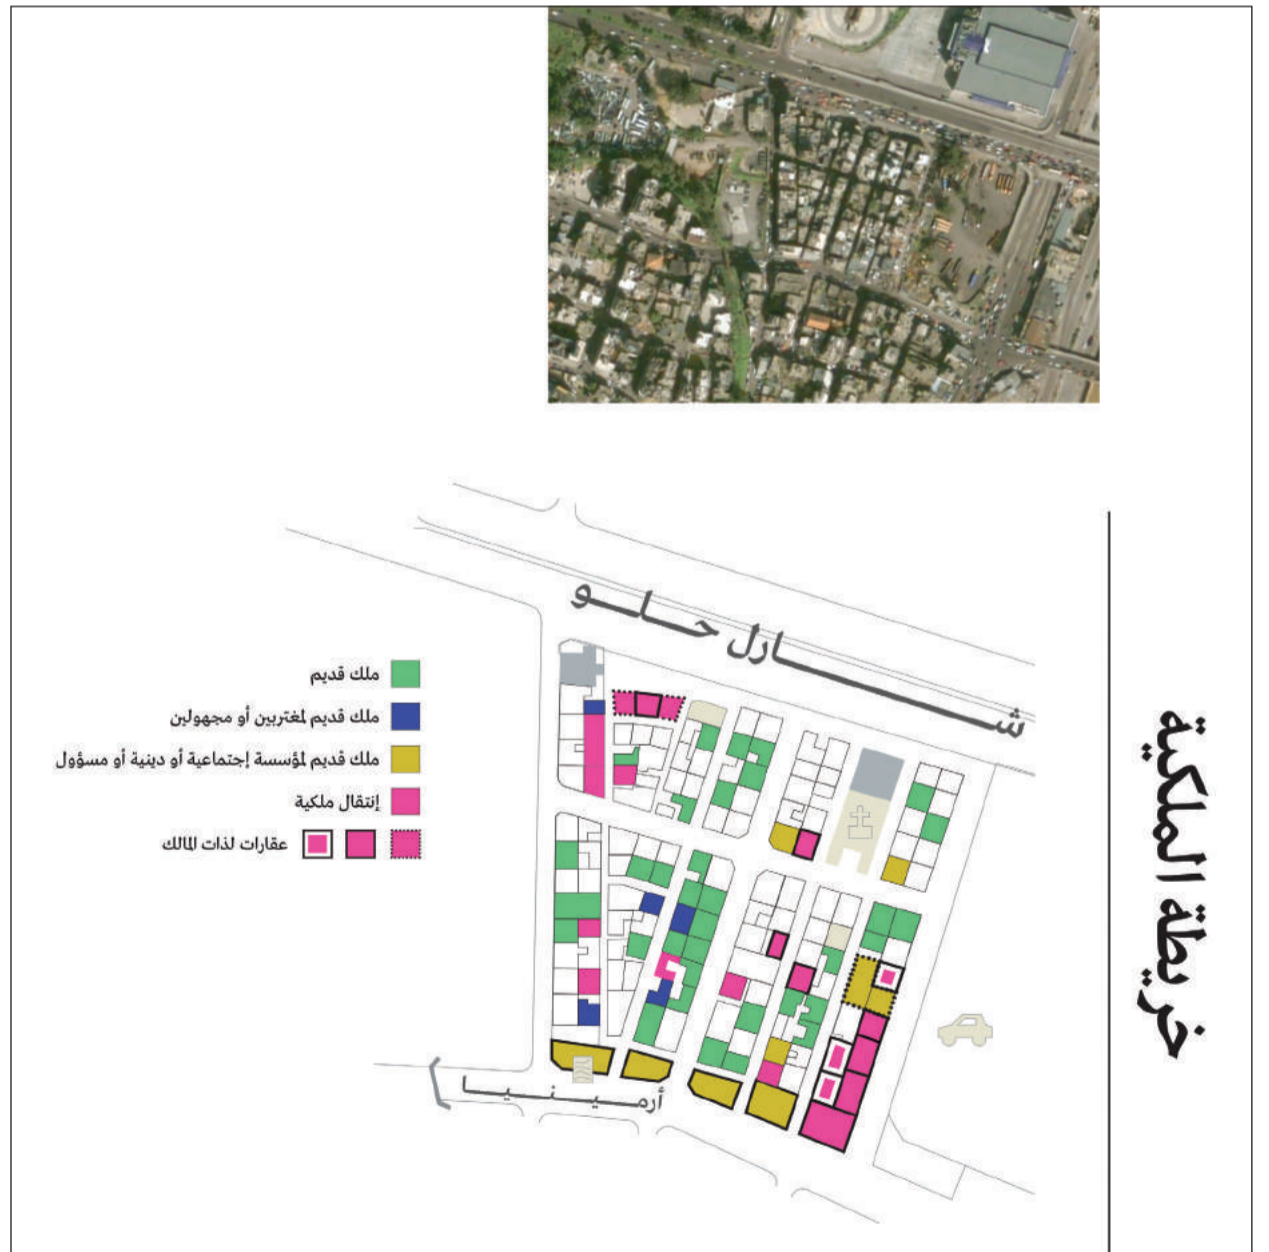 خريطة الملكية
شارل حلو
ملك قديم
ملك قديم لمغتربين أو مجهولين
ملك قديم لمؤسسة إجتماعية أو دينية أو مسؤول
إنتقال ملكية
عقارات لذات المالك
أرمينيا